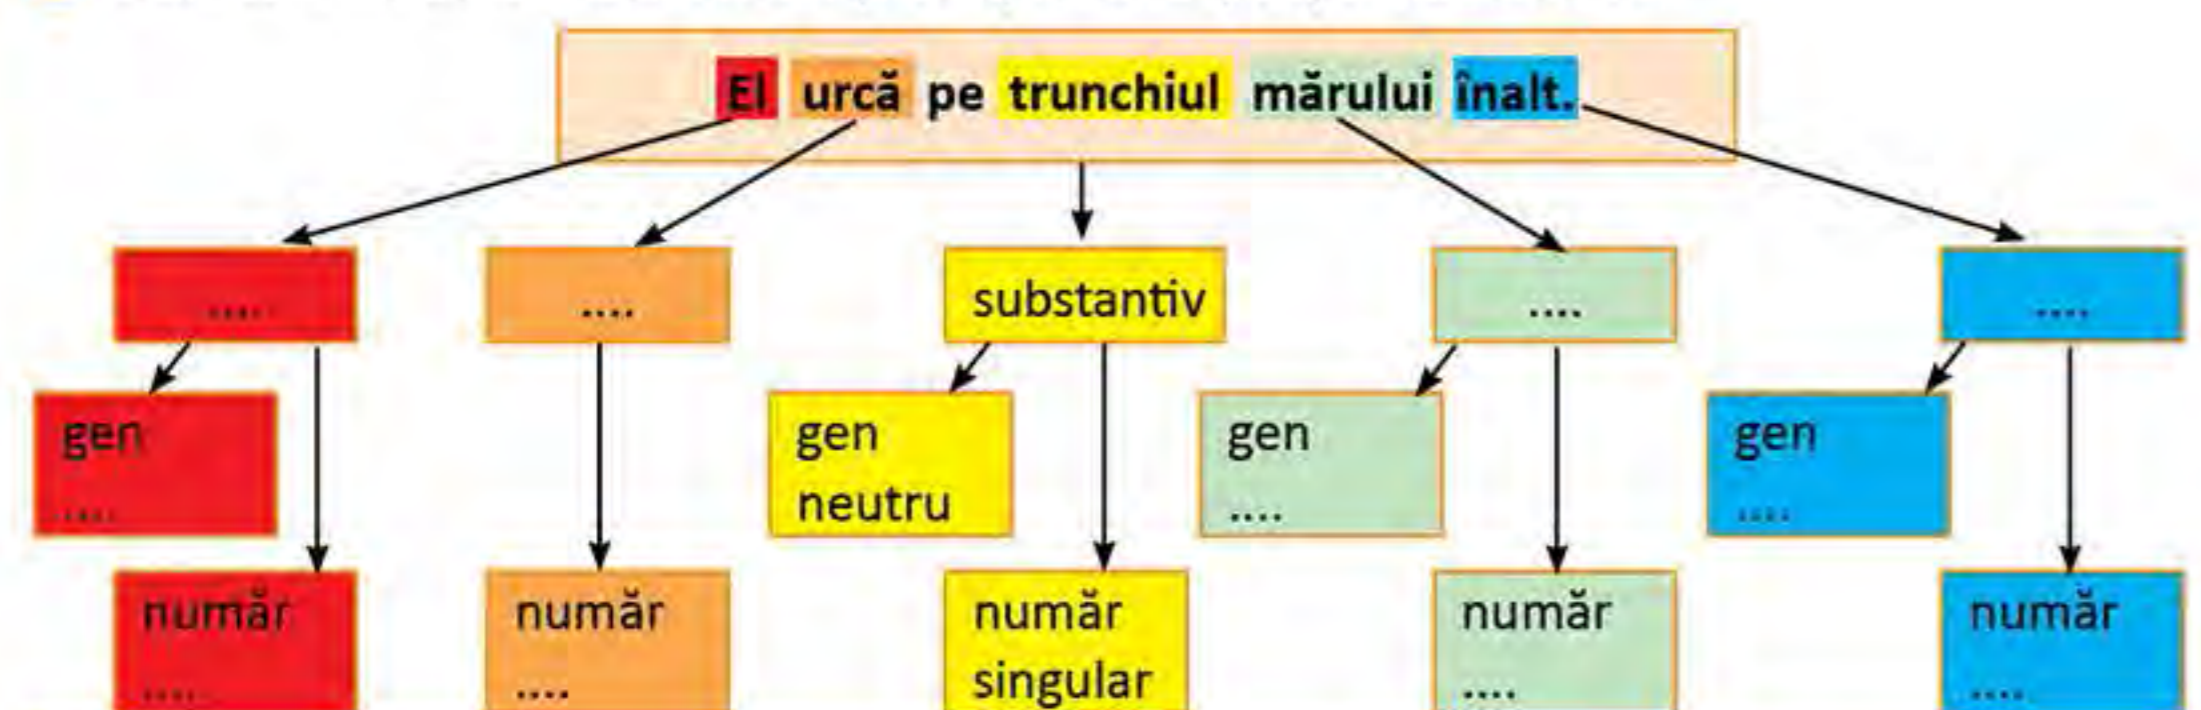 El urcă pe trunchiul mărului înalt.
....
....
substantiv
....
....
gen
....
gen
neutru
gen
....
gen
....
număr
....
număr
....
număr
singular
număr
....
număr
....